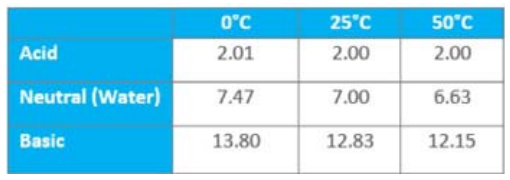 0°C 25°C 50°C
Acid 2.01 2.00 2.00
Neutral (Water) 7.47 7.00 6.63
Basic 13.80 12.83 12.15